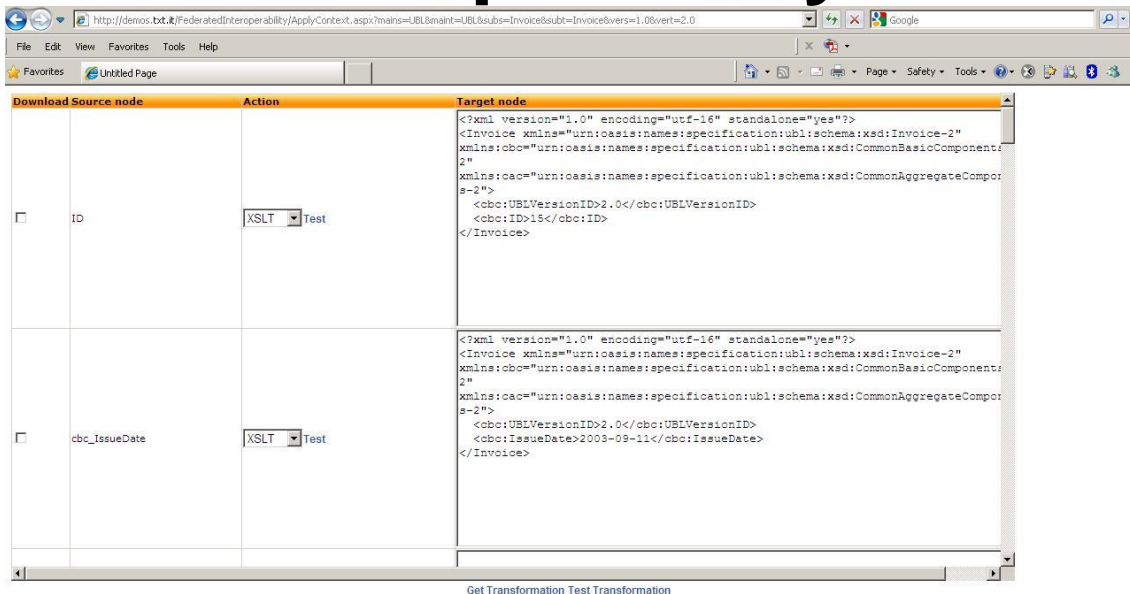 http://demos.txt.it/FederatedInteroperability/ApplyContext.aspx?mains=UBL&maint=UBL&subs=Invoice&subt=Invoice&vers=1.0&vert=2.0
Google
File Edit View Favorites Tools Help
Favorites Untitled Page
Page Safety Tools
Download Source node Action Target node
<?xml version="1.0" encoding="utf-16" standalone="yes"?>
<Invoice xmlns="urn:oasis:names:specification:ubl:schema:xsd:Invoice-2"
xmlns:cbc="urn:oasis:names:specification:ubl:schema:xsd:CommonBasicComponents
2"
xmlns:cac="urn:oasis:names:specification:ubl:schema:xsd:CommonAggregateCompor
s-2">
<cbc:UBLVersionID>2.0</cbc:UBLVersionID>
<cbc:ID>15</cbc:ID>
</Invoice>
ID XSLT Test
<?xml version="1.0" encoding="utf-16" standalone="yes"?>
<Invoice xmlns="urn:oasis:names:specification:ubl:schema:xsd:Invoice-2"
xmlns:cbc="urn:oasis:names:specification:ubl:schema:xsd:CommonBasicComponents
2"
xmlns:cac="urn:oasis:names:specification:ubl:schema:xsd:CommonAggregateCompor
s-2">
<cbc:UBLVersionID>2.0</cbc:UBLVersionID>
<cbc:IssueDate>2003-09-11</cbc:IssueDate>
</Invoice>
cbc_IssueDate XSLT Test
Get Transformation Test Transformation